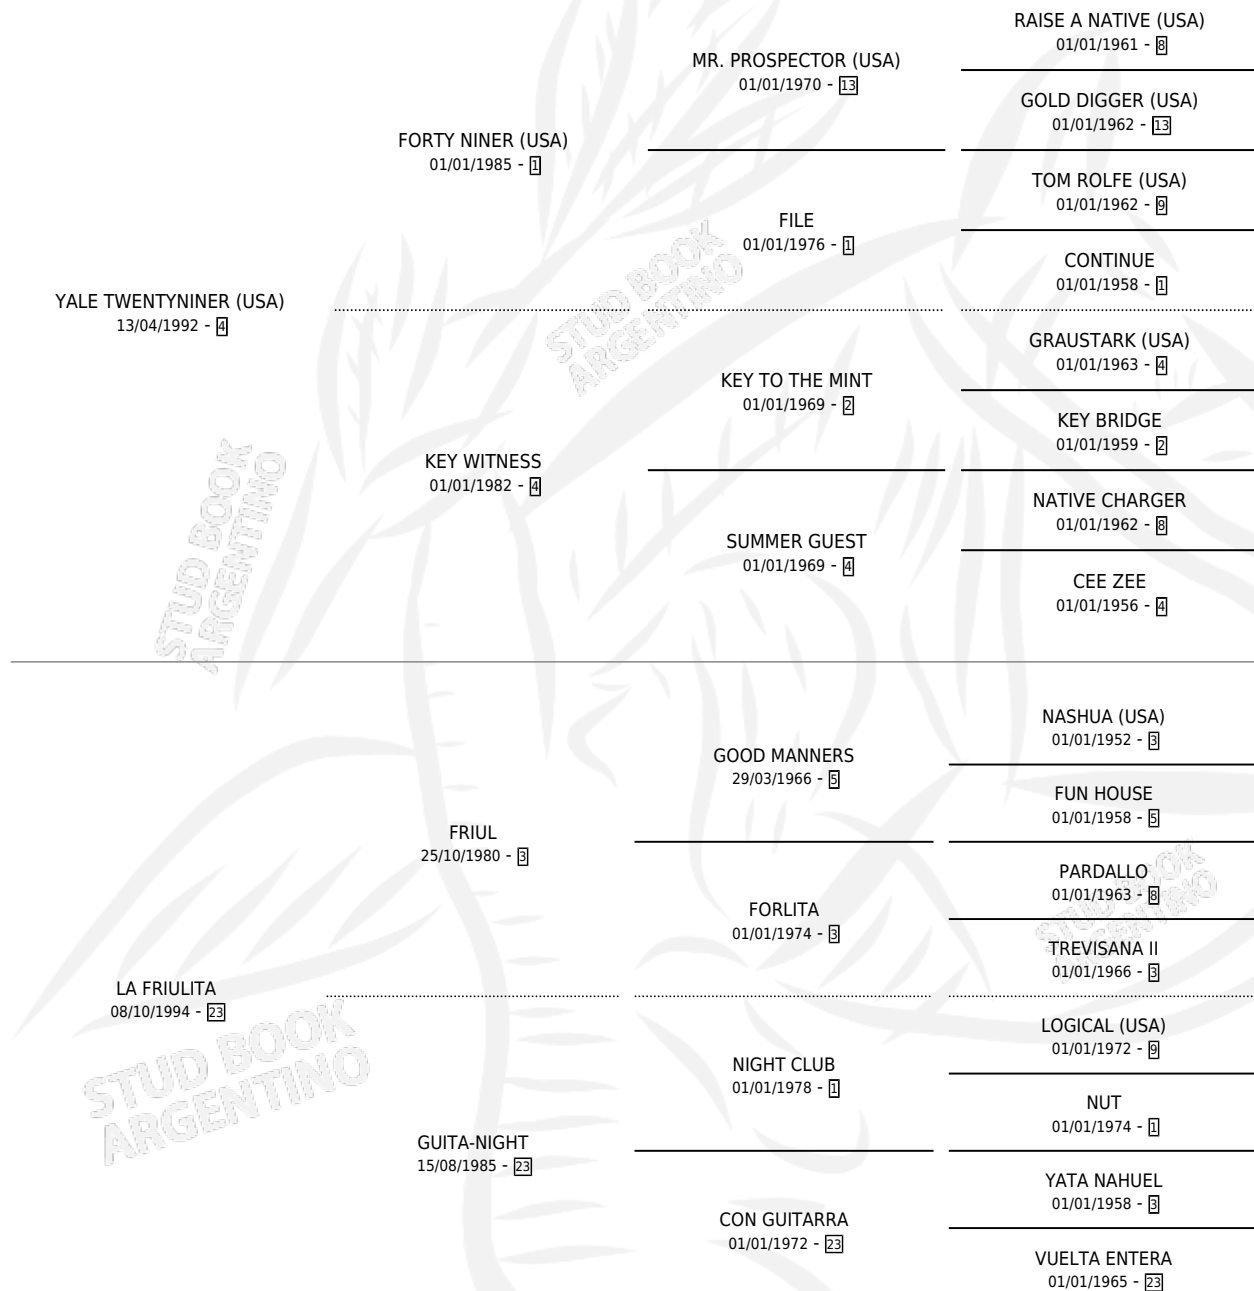 RAISE A NATIVE (USA)
01/01/1961 - 8
MR. PROSPECTOR (USA)
01/01/1970 - 13
GOLD DIGGER (USA)
01/01/1962 - 13
FORTY NINER (USA)
01/01/1985 - 1
TOM ROLFE (USA)
01/01/1962 - 9
FILE
01/01/1976 - 1
CONTINUE
01/01/1958 - 1
YALE TWENTYNINER (USA)
13/04/1992 - 4
GRAUSTARK (USA)
01/01/1963 - 4
KEY TO THE MINT
01/01/1969 - 2
KEY BRIDGE
01/01/1959 - 2
KEY WITNESS
01/01/1982 - 4
NATIVE CHARGER
01/01/1962 - 8
SUMMER GUEST
01/01/1969 - 4
CEE ZEE
01/01/1956 - 4
NASHUA (USA)
01/01/1952 - 3
GOOD MANNERS
29/03/1966 - 5
FUN HOUSE
01/01/1958 - 5
FRIUL
25/10/1980 - 3
PARDALLO
01/01/1963 - 8
FORLITA
01/01/1974 - 3
TREVISANA II
01/01/1966 - 3
LA FRIULITA
08/10/1994 - 23
LOGICAL (USA)
01/01/1972 - 9
NIGHT CLUB
01/01/1978 - 1
NUT
01/01/1974 - 1
GUITA-NIGHT
15/08/1985 - 23
YATA NAHUEL
01/01/1958 - 3
CON GUITARRA
01/01/1972 - 23
VUELTA ENTERA
01/01/1965 - 23
STUD BOOK
ARGENTINO
STUD BOOK
ARGENTINO
STUD BOOK
ARGENTINO
STUD BOOK
ARGENTINO